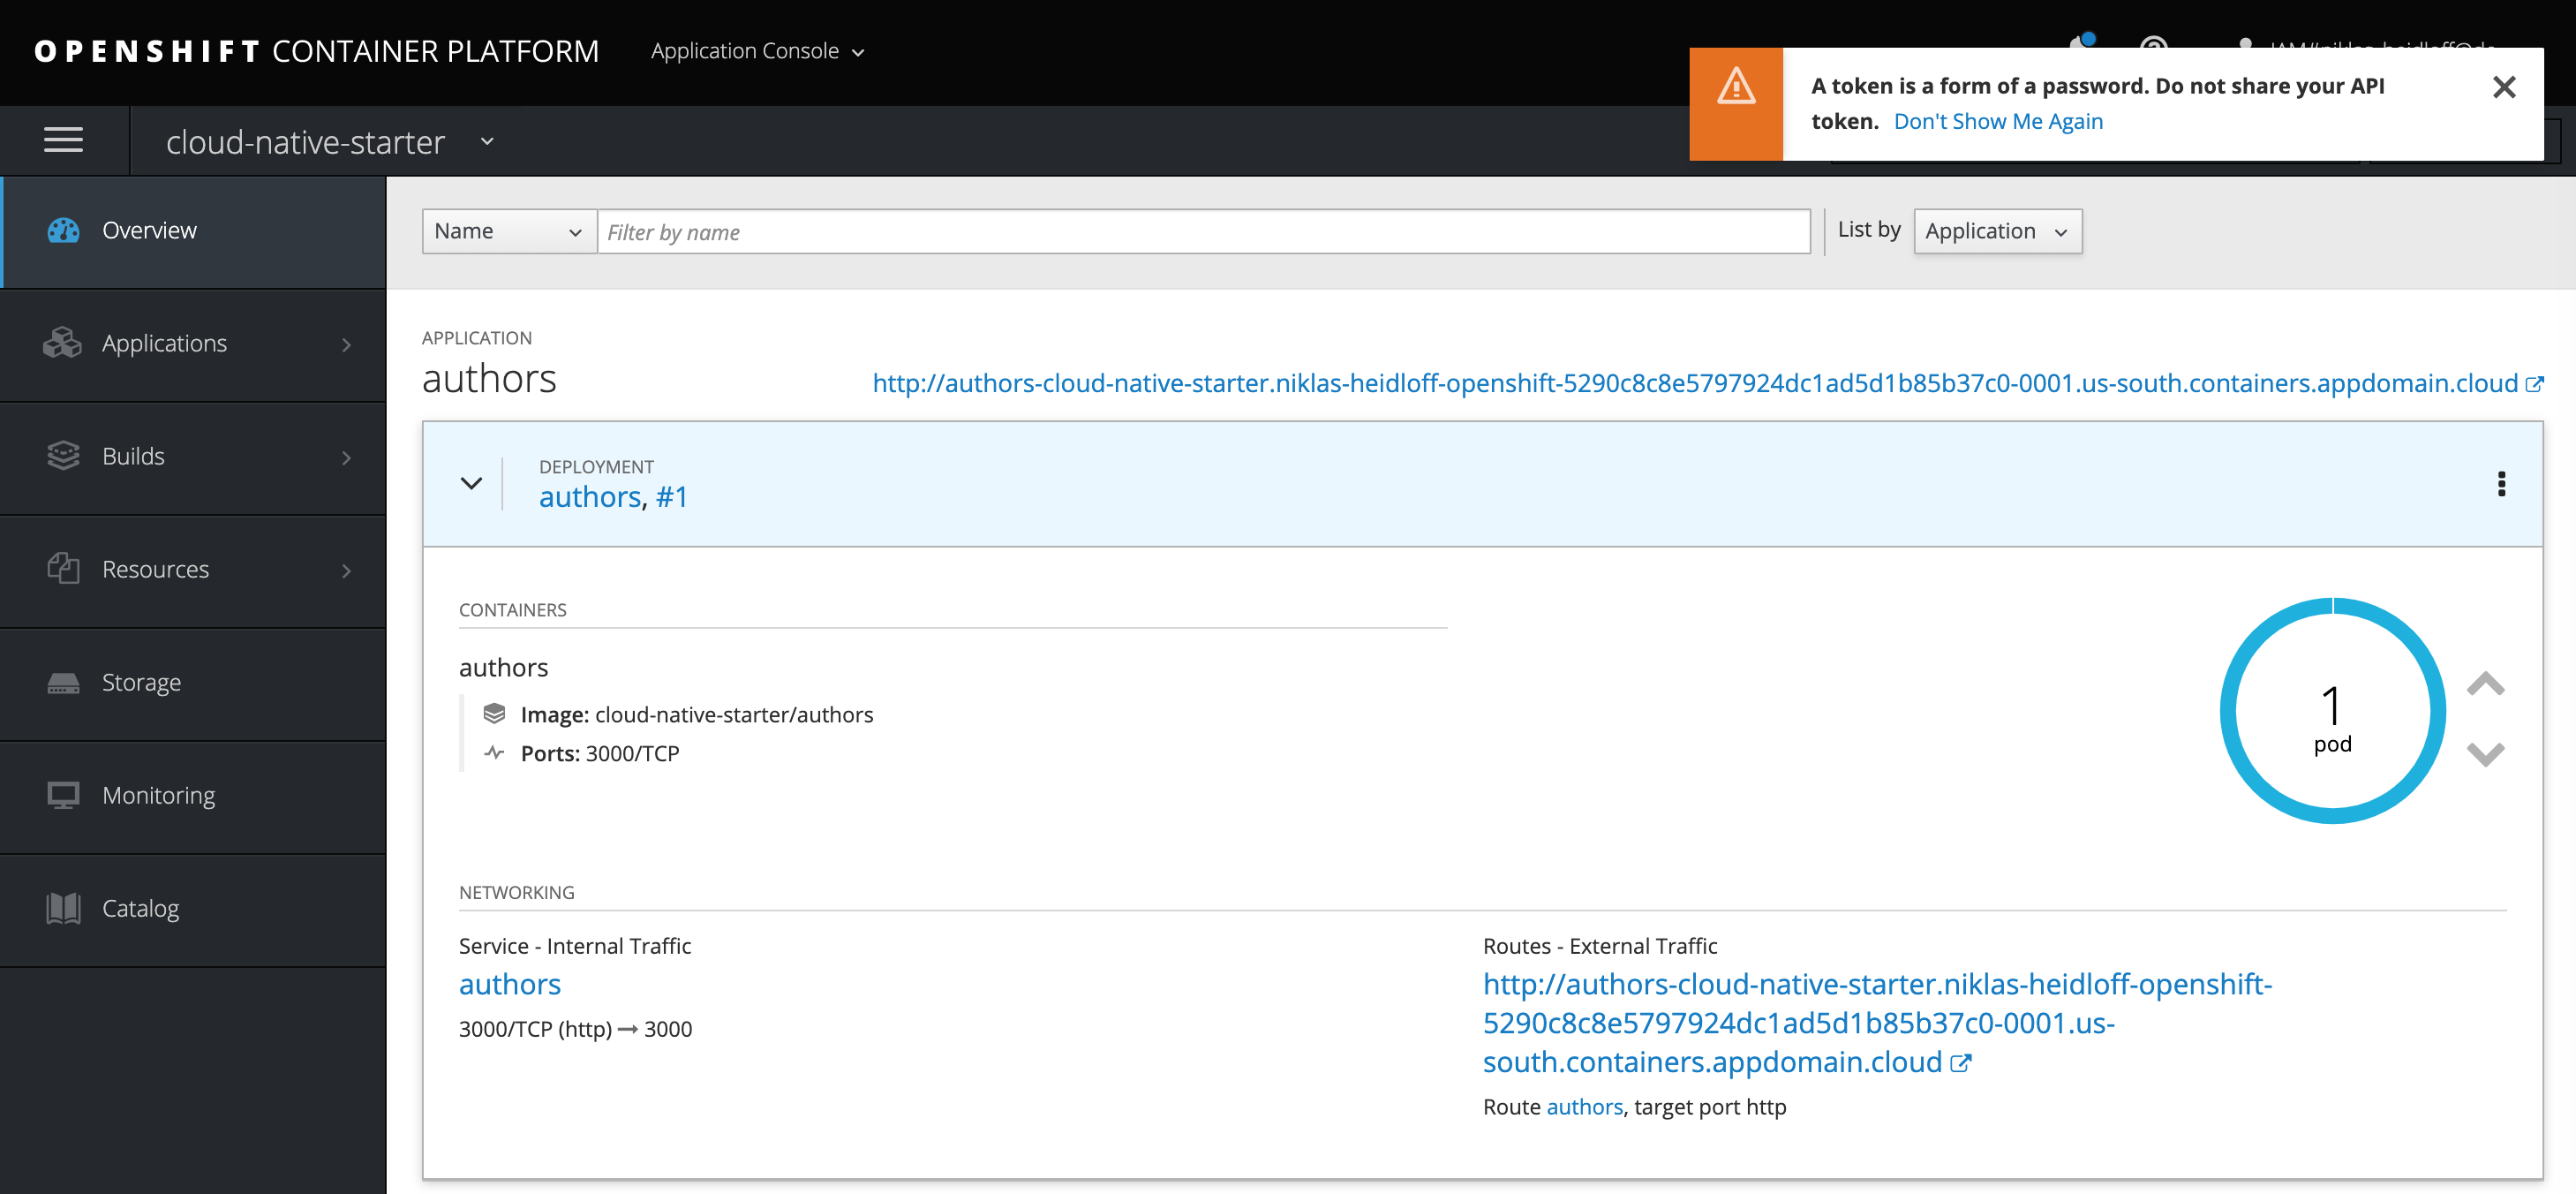 OPENSHIFT CONTAINER PLATFORM
Application Console
A token is a form of a password. Do not share your API
token. Don't Show Me Again
cloud-native-starter
Overview
Applications
Builds
Resources
Storage
Monitoring
Catalog
Name
Filter by name
List by
Application
APPLICATION
authors
http://authors-cloud-native-starter.niklas-heidloff-openshift-5290c8c8e5797924dc1ad5d1b85b37c0-0001.us-south.containers.appdomain.cloud
DEPLOYMENT
authors, #1
CONTAINERS
authors
Image: cloud-native-starter/authors
Ports: 3000/TCP
1
pod
NETWORKING
Service - Internal Traffic
authors
3000/TCP (http) → 3000
Routes - External Traffic
http://authors-cloud-native-starter.niklas-heidloff-openshift-
5290c8c8e5797924dc1ad5d1b85b37c0-0001.us-
south.containers.appdomain.cloud
Route authors, target port http